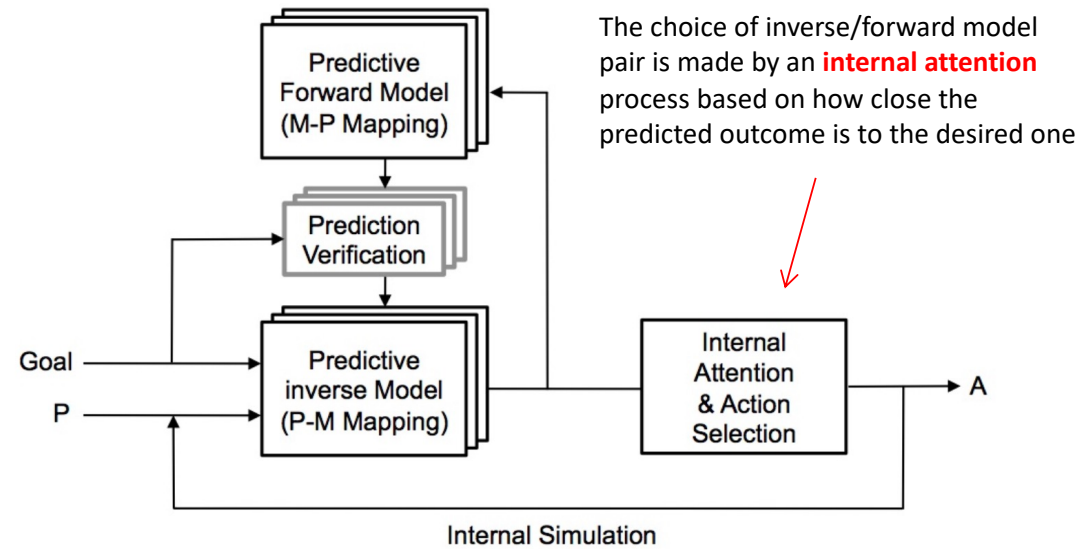 The choice of inverse/forward model
pair is made by an internal attention
process based on how close the
predicted outcome is to the desired one
Predictive
Forward Model
(M-P Mapping)
Prediction
Verification
Goal
P
Predictive
inverse Model
(P-M Mapping)
Internal
Attention
& Action
Selection
A
Internal Simulation